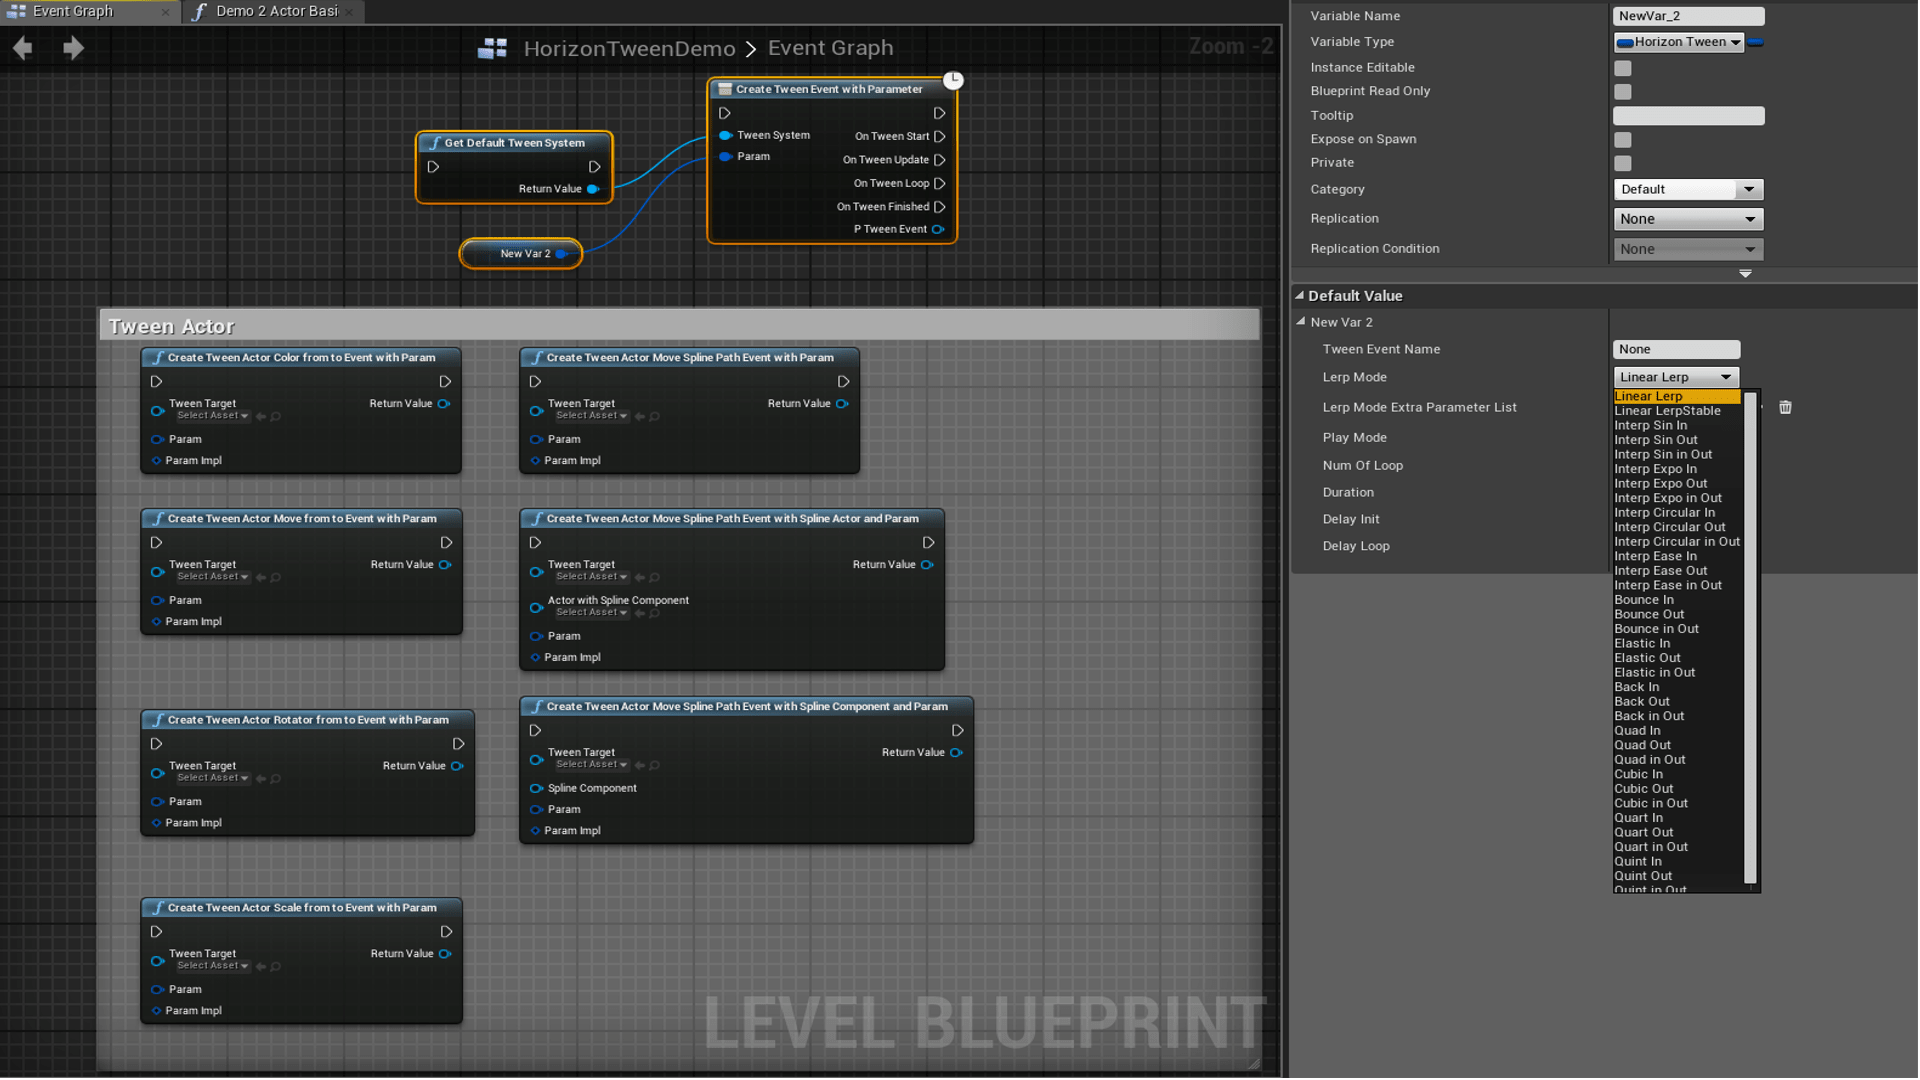 Event Graph
Demo 2 Actor Basi
HorizonTweenDemo > Event Graph
Zoom -2
Create Tween Event with Parameter
Tween System
On Tween Start
Param
On Tween Update
On Tween Loop
On Tween Finished
P Tween Event
Get Default Tween System
Return Value
New Var 2
Tween Actor
Create Tween Actor Color from to Event with Param
Tween Target
Select Asset
Return Value
Param
Param Impl
Create Tween Actor Move Spline Path Event with Param
Tween Target
Select Asset
Return Value
Param
Param Impl
Create Tween Actor Move from to Event with Param
Tween Target
Select Asset
Return Value
Param
Param Impl
Create Tween Actor Move Spline Path Event with Spline Actor and Param
Tween Target
Select Asset
Return Value
Actor with Spline Component
Select Asset
Param
Param Impl
Create Tween Actor Rotator from to Event with Param
Tween Target
Select Asset
Return Value
Param
Param Impl
Create Tween Actor Move Spline Path Event with Spline Component and Param
Tween Target
Select Asset
Return Value
Spline Component
Param
Param Impl
Create Tween Actor Scale from to Event with Param
Tween Target
Select Asset
Return Value
Param
Param Impl
LEVEL BLUEPRINT
Variable Name
NewVar_2
Variable Type
Horizon Tween
Instance Editable
Blueprint Read Only
Tooltip
Expose on Spawn
Private
Category
Default
Replication
None
Replication Condition
None
Default Value
New Var 2
Tween Event Name
None
Lerp Mode
Linear Lerp
Lerp Mode Extra Parameter List
Play Mode
Num Of Loop
Duration
Delay Init
Delay Loop
Linear Lerp
Linear LerpStable
Interp Sin In
Interp Sin Out
Interp Sin in Out
Interp Expo In
Interp Expo Out
Interp Expo in Out
Interp Circular In
Interp Circular Out
Interp Circular in Out
Interp Ease In
Interp Ease Out
Interp Ease in Out
Bounce In
Bounce Out
Bounce in Out
Elastic In
Elastic Out
Elastic in Out
Back In
Back Out
Back in Out
Quad In
Quad Out
Quad in Out
Cubic In
Cubic Out
Cubic in Out
Quart In
Quart Out
Quart in Out
Quint In
Quint Out
Quint in Out